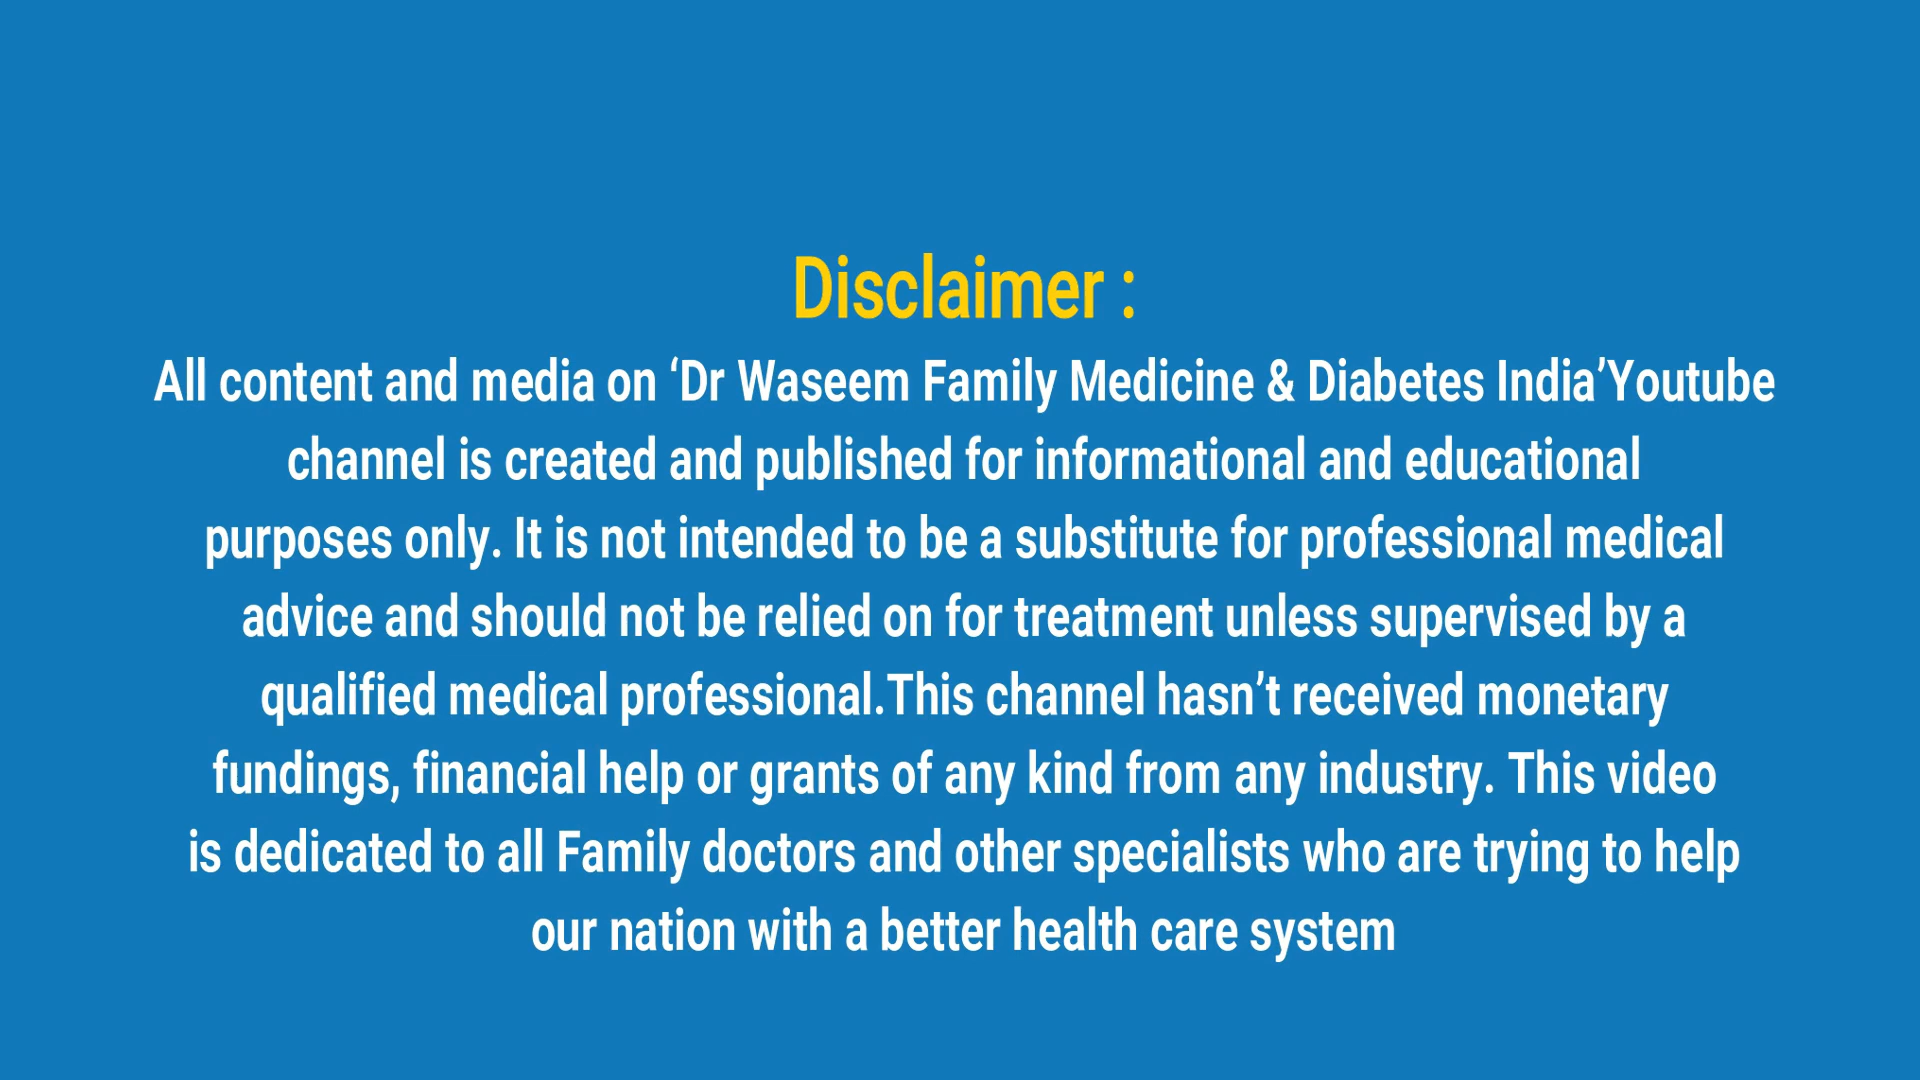 Disclaimer :
All content and media on ‘Dr Waseem Family Medicine & Diabetes India’Youtube
channel is created and published for informational and educational
purposes only. It is not intended to be a substitute for professional medical
advice and should not be relied on for treatment unless supervised by a
qualified medical professional.This channel hasn’t received monetary
fundings, financial help or grants of any kind from any industry. This video
is dedicated to all Family doctors and other specialists who are trying to help
our nation with a better health care system